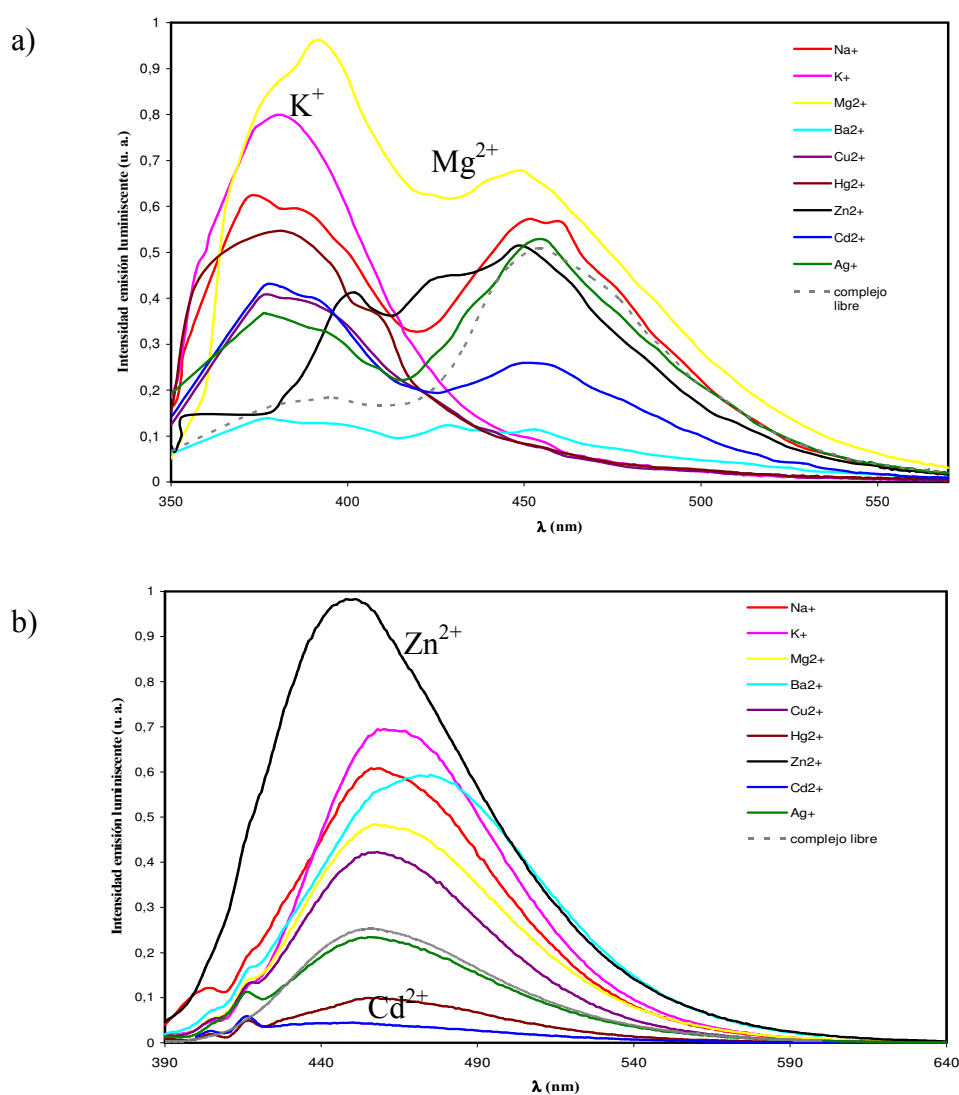 a)
Intensidad emisión luminiscente (u. a.)
1
0,9
0,8
0,7
0,6
0,5
0,4
0,3
0,2
0,1
0
350
400
450
500
550
λ (nm)
K+
Mg2+
Na+
K+
Mg2+
Ba2+
Cu2+
Hg2+
Zn2+
Cd2+
Ag+
complejo
libre
b)
Intensidad emisión luminiscente (u. a.)
1
0,9
0,8
0,7
0,6
0,5
0,4
0,3
0,2
0,1
0
390
440
490
540
590
640
λ (nm)
Zn2+
Cd2+
Na+
K+
Mg2+
Ba2+
Cu2+
Hg2+
Zn2+
Cd2+
Ag+
complejo libre